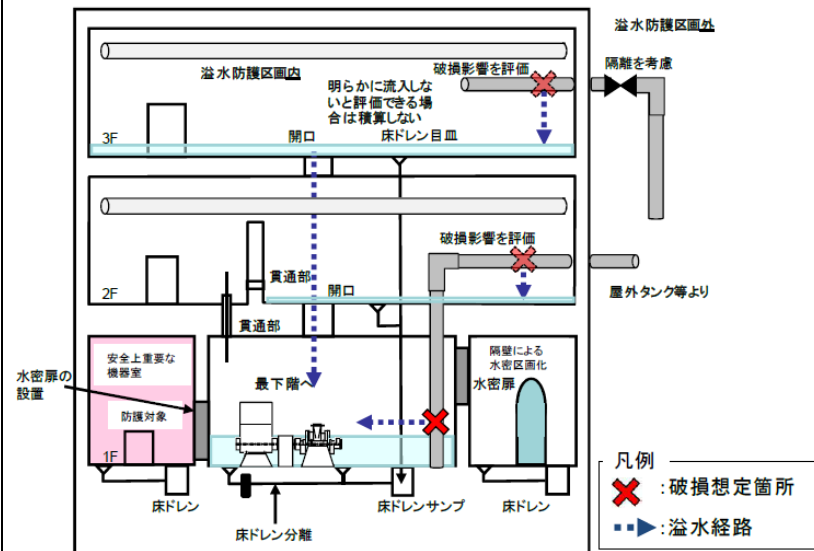 溢水防護区画外
溢水防護区画内
破損影響を評価
隔離を考慮
明らかに流入しな
いと評価できる場
合は積算しない
3F
開口
床ドレン目皿
破損影響を評価
貫通部
2F
開口
屋外タンク等より
貫通部
安全上重要な
機器室
隔壁による
水密区画化
水密扉の
設置
最下階へ
水密扉
防護対象
1F
凡例
:破損想定箇所
:溢水経路
床ドレン
床ドレンサンプ
床ドレン
床ドレン分離